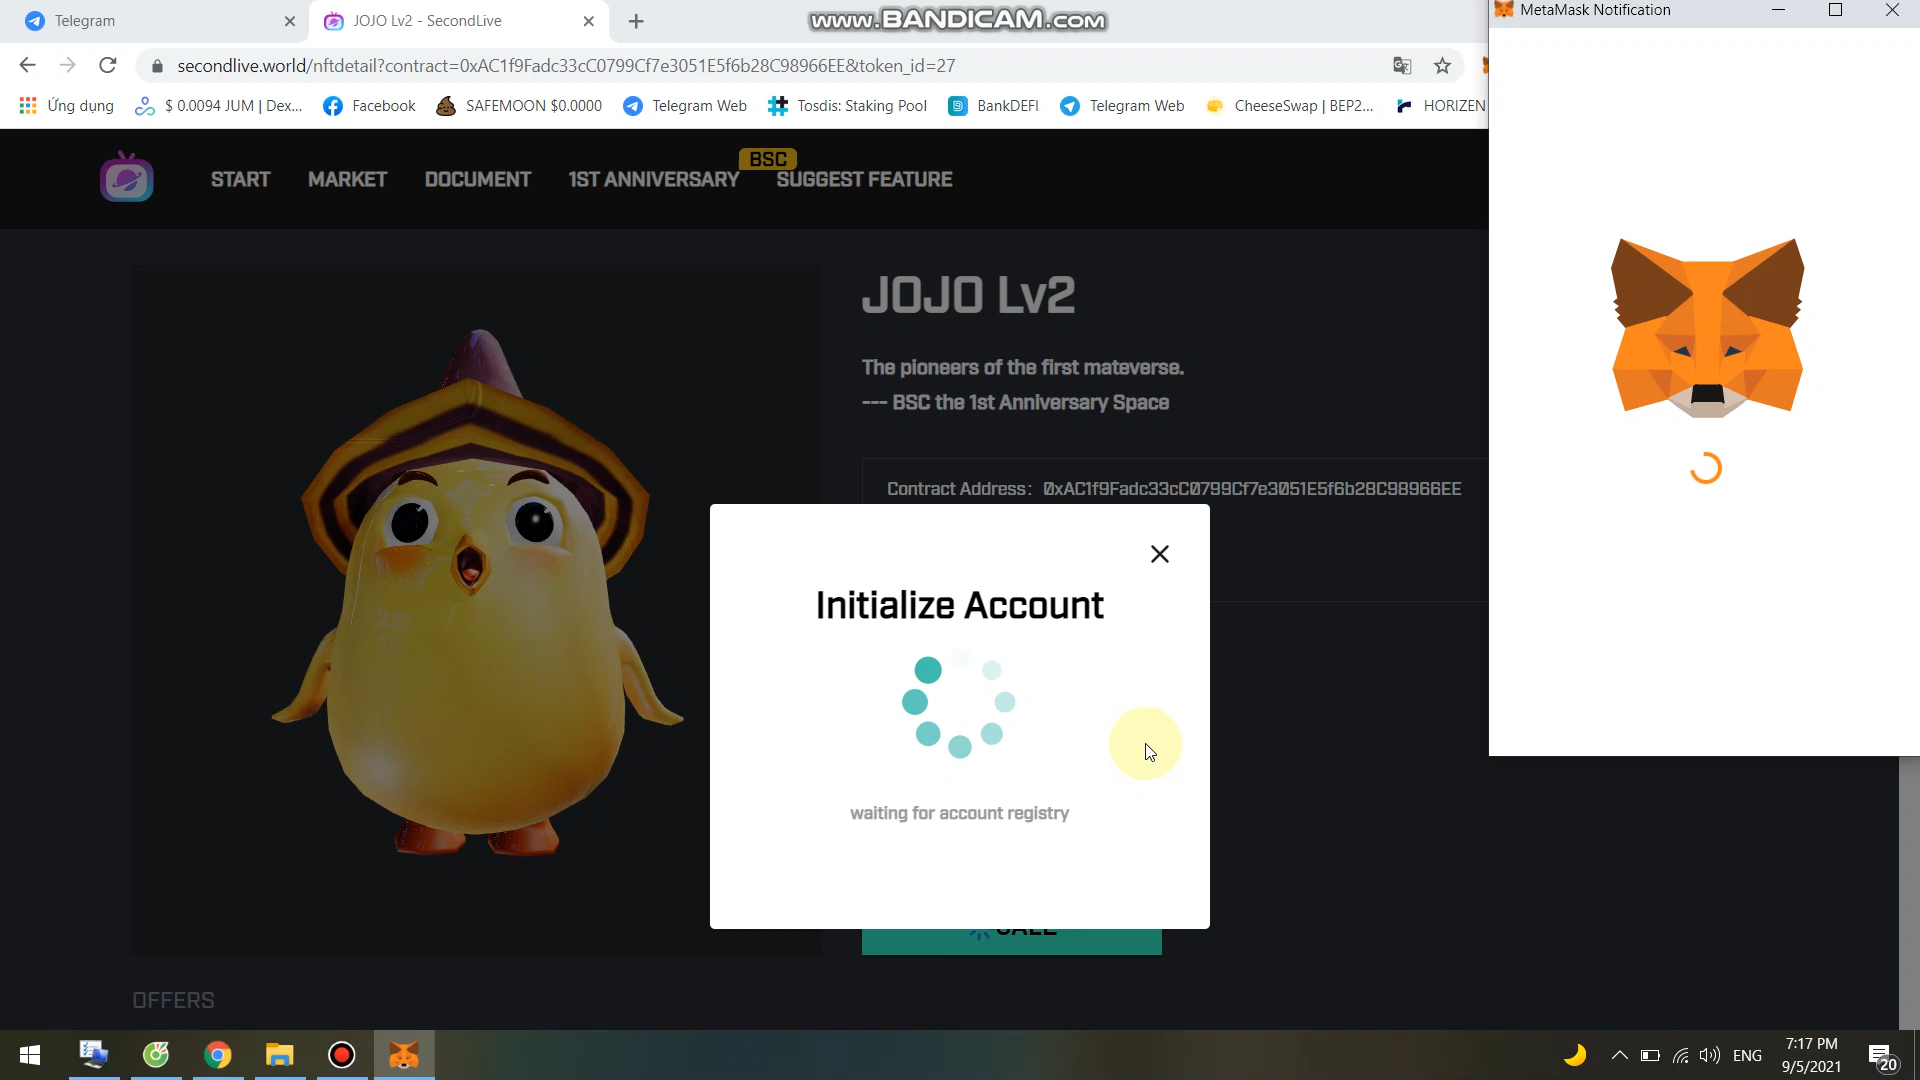 Telegram
JOJO Lv2 - SecondLive
www.BANDICAM.com
MetaMask Notification
secondlive.world/nftdetail?contract=0xAC1f9Fadc33cC0799Cf7e3051E5f6b28C98966EE&token_id=27
Ứng dụng
$ 0.0094 JUM | Dex...
Facebook
SAFEMOON $0.0000
Telegram Web
Tosdis: Staking Pool
BankDEFI
Telegram Web
CheeseSwap | BEP2...
HORIZEN
START
MARKET
DOCUMENT
1ST ANNIVERSARY
BSC
SUGGEST FEATURE
JOJO Lv2
The pioneers of the first mateverse.
--- BSC the 1st Anniversary Space
Contract Address: 0xAC1f9Fadc33cC0799Cf7e3051E5f6b28C98966EE
Initialize Account
waiting for account registry
SALE
OFFERS
ENG
7:17 PM
9/5/2021
20